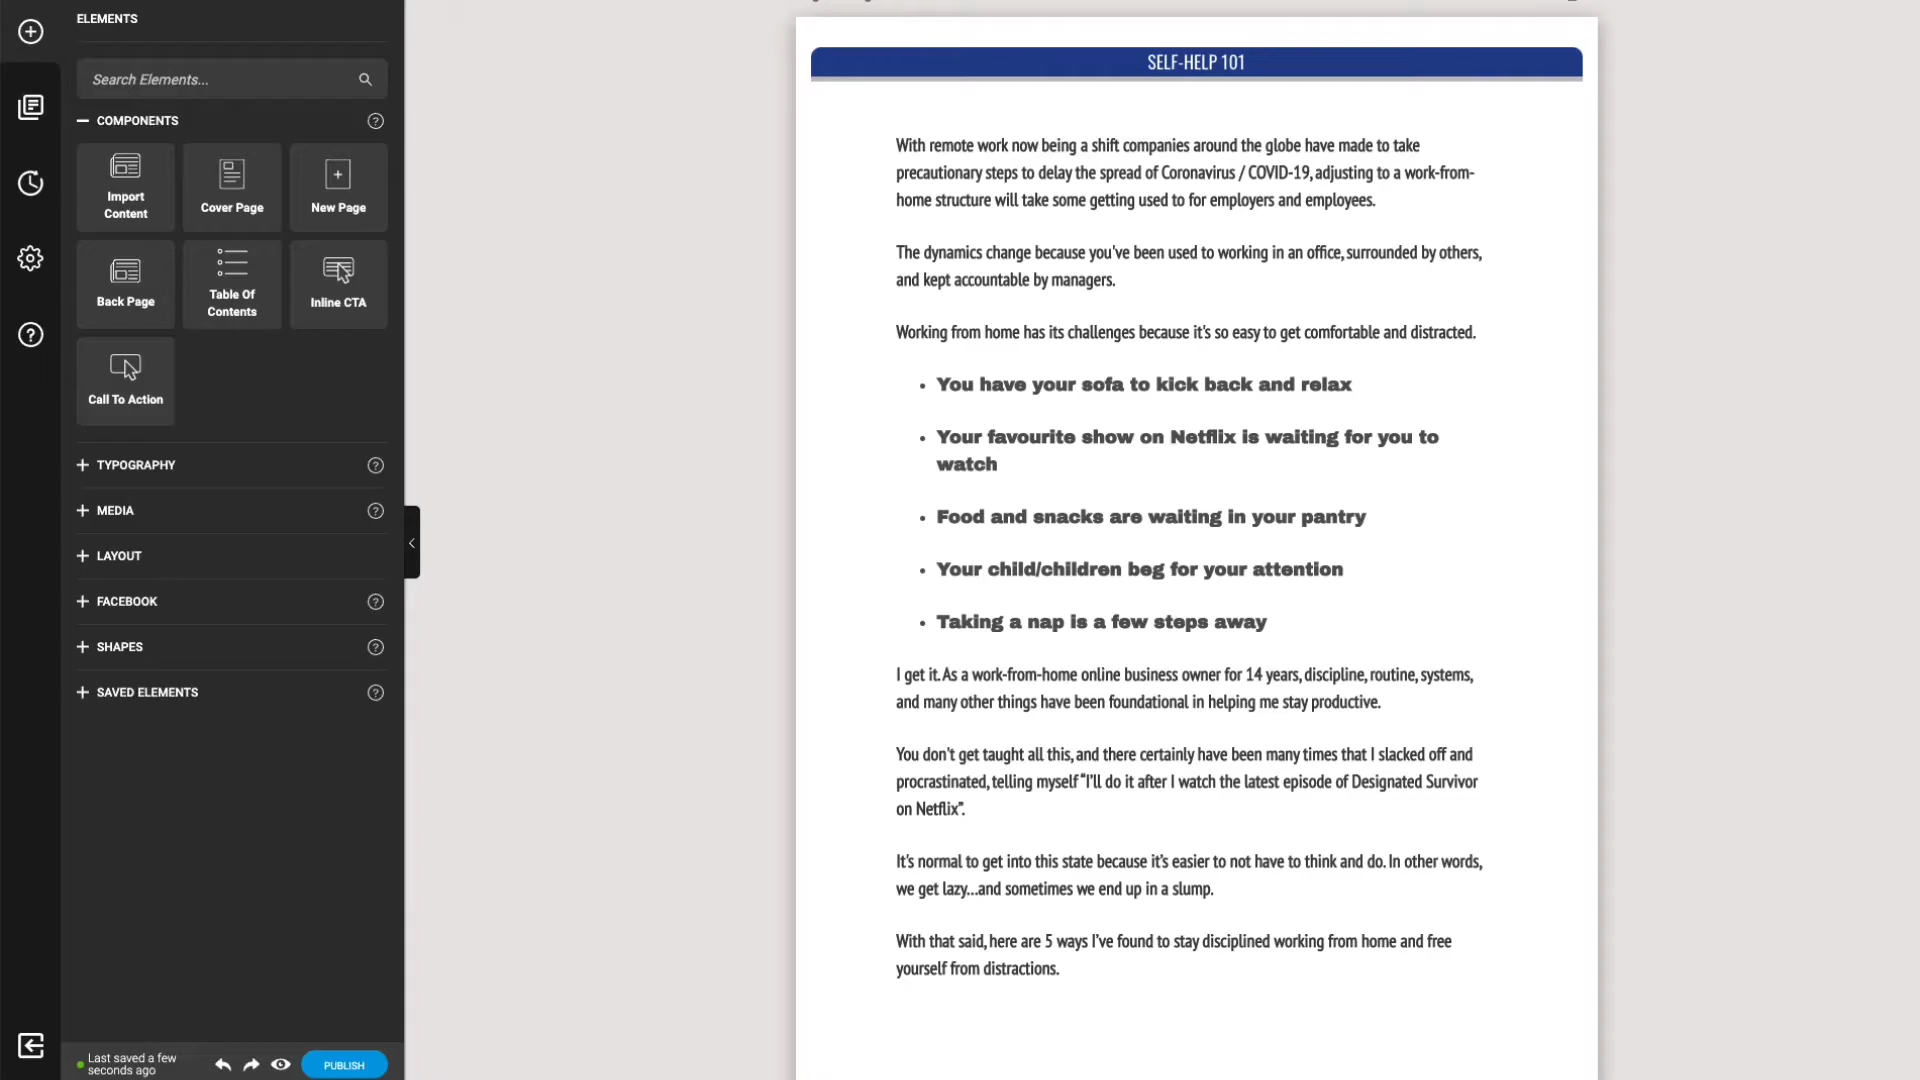 ELEMENTS
Search Elements...
COMPONENTS
Import
Content
Cover Page
New Page
Back Page
Table Of
Contents
Inline CTA
Call To Action
TYPOGRAPHY
MEDIA
LAYOUT
FACEBOOK
SHAPES
SAVED ELEMENTS
Last saved a few
seconds ago
PUBLISH
SELF-HELP 101
With remote work now being a shift companies around the globe have made to take
precautionary steps to delay the spread of Coronavirus / COVID-19, adjusting to a work-from-
home structure will take some getting used to for employers and employees.
The dynamics change because you've been used to working in an office, surrounded by others,
and kept accountable by managers.
Working from home has its challenges because it's so easy to get comfortable and distracted.
• You have your sofa to kick back and relax
• Your favourite show on Netflix is waiting for you to
watch
• Food and snacks are waiting in your pantry
• Your child/children beg for your attention
• Taking a nap is a few steps away
I get it. As a work-from-home online business owner for 14 years, discipline, routine, systems,
and many other things have been foundational in helping me stay productive.
You don't get taught all this, and there certainly have been many times that I slacked off and
procrastinated, telling myself “I'll do it after I watch the latest episode of Designated Survivor
on Netflix”.
It's normal to get into this state because it’s easier to not have to think and do. In other words,
we get lazy...and sometimes we end up in a slump.
With that said, here are 5 ways I’ve found to stay disciplined working from home and free
yourself from distractions.